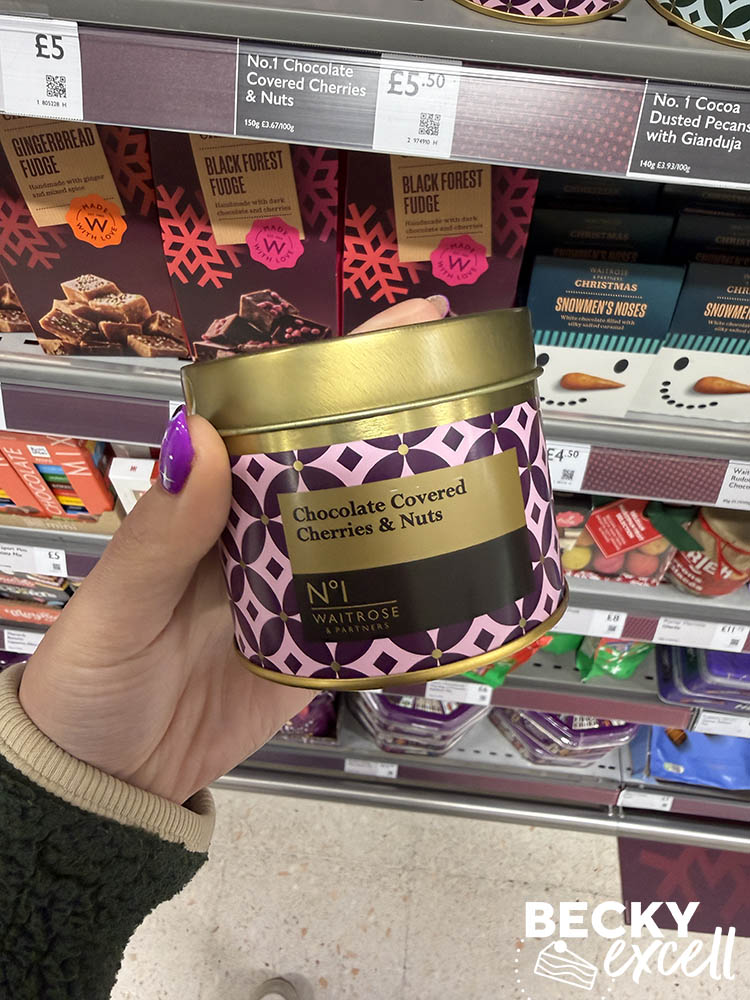 £5
1 805228 H
No.1 Chocolate
Covered Cherries
& Nuts
150g £3.67/100g
£5.50
2 974910 H
No. 1 Cocoa
Dusted Pecans
with Gianduja
140g £3.93/100g
GINGERBREAD
FUDGE
Handmade with ginger
and mixed spice
MADE
W
WITH LOVE
BLACK FOREST
FUDGE
Handmade with dark
chocolate and cherries
MADE
W
WITH LOVE
BLACK FOREST
FUDGE
Handmade with dark
chocolate and cherries
MADE
W
WITH LOVE
CHRISTMAS
WAITROSE
& PARTNERS
CHRISTMAS
SNOWMEN'S NOSES
White chocolate filled with
silky salted caramel
CHRISTMAS
SNOWMEN'S
£4.50
£5
£8
£11
£6
Chocolate Covered
Cherries & Nuts
Nº1
WAITROSE
& PARTNERS
BECKY
excell